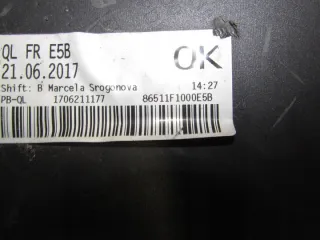 QL FR E5B OK
21.06.2017
Shift: B Marcela Srogonova 14:27
PB-QL 1706211177 86511F1000E5B